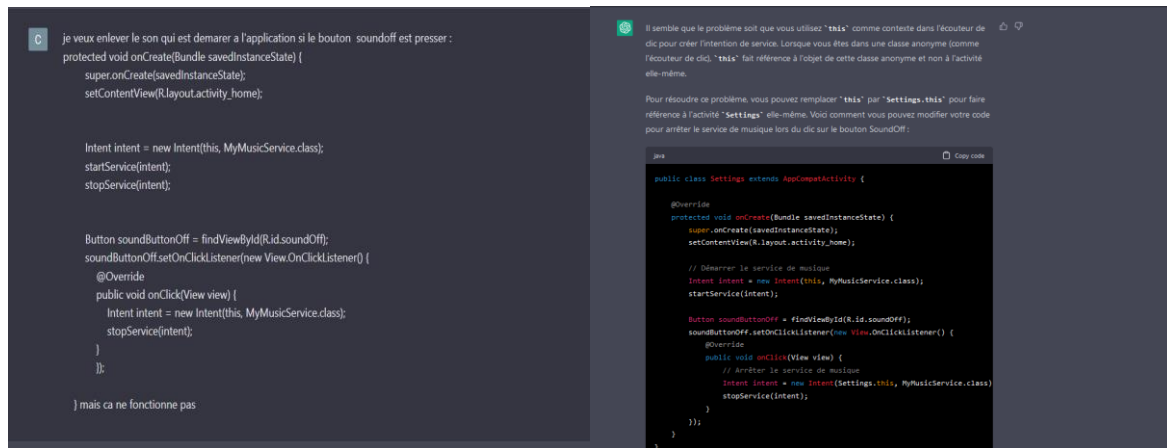 C
je veux enlever le son qui est demarer a l'application si le bouton soundoff est presser :
protected void onCreate(Bundle savedInstanceState) {
super.onCreate(savedInstanceState);
setContentView(R.layout.activity_home);
Intent intent = new Intent(this, MyMusicService.class);
startService(intent);
stopService(intent);
Button soundButtonOff = findViewById(R.id.soundOff);
soundButtonOff.setOnClickListener(new View.OnClickListener() {
@Override
public void onClick(View view) {
Intent intent = new Intent(this, MyMusicService.class);
stopService(intent);
}
});
} mais ca ne fonctionne pas
Il semble que le problème soit que vous utilisez `this` comme contexte dans l'écouteur de
clic pour créer l'intention de service. Lorsque vous êtes dans une classe anonyme (comme
l'écouteur de clic), `this` fait référence à l'objet de cette classe anonyme et non à l'activité
elle-même.
Pour résoudre ce problème, vous pouvez remplacer `this` par `Settings.this` pour faire
référence à l'activité `Settings` elle-même. Voici comment vous pouvez modifier votre code
pour arrêter le service de musique lors du clic sur le bouton SoundOff :
java Copy code
public class Settings extends AppCompatActivity {
@Override
protected void onCreate(Bundle savedInstanceState) {
super.onCreate(savedInstanceState);
setContentView(R.layout.activity_home);
// Démarrer le service de musique
Intent intent = new Intent(this, MyMusicService.class);
startService(intent);
Button soundButtonOff = findViewById(R.id.soundOff);
soundButtonOff.setOnClickListener(new View.OnClickListener() {
@Override
public void onClick(View view) {
// Arrêter le service de musique
Intent intent = new Intent(Settings.this, MyMusicService.class)
stopService(intent);
}
});
}
}